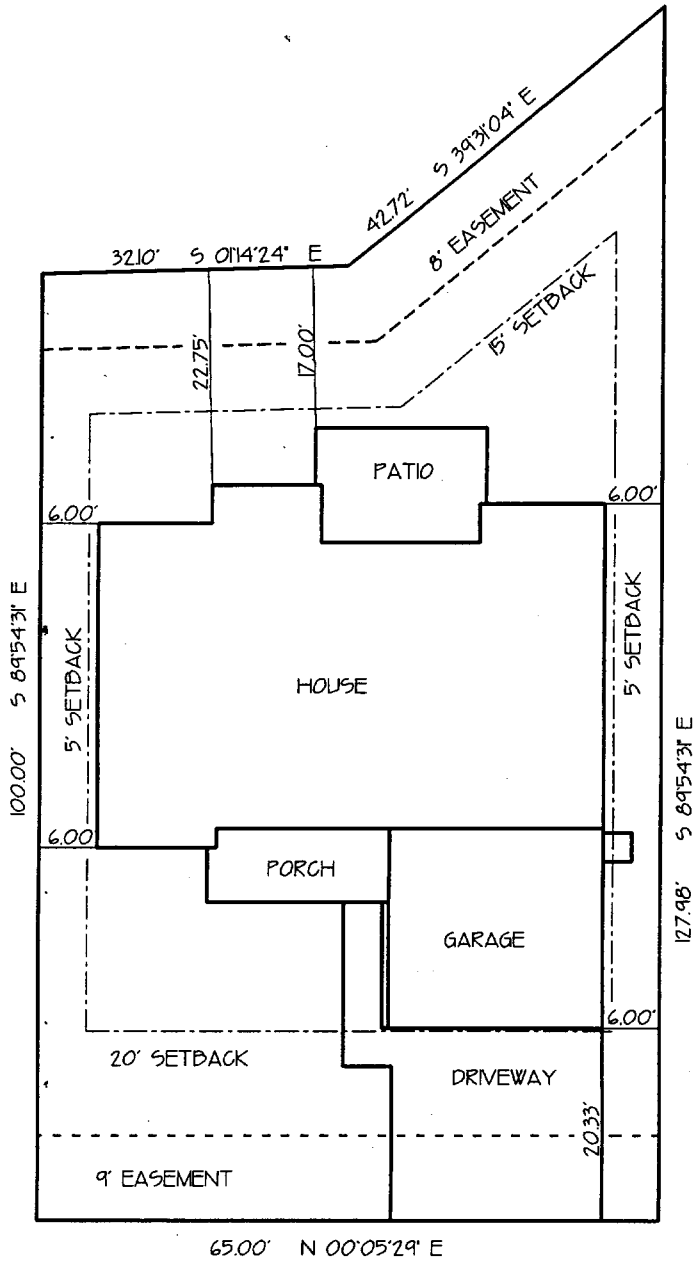 42.72' S 39°31'04" E
32.10' S 01°14'24" E
8' EASEMENT
15' SETBACK
22.75'
17.00'
PATIO
6.00'
6.00'
5' SETBACK
5' SETBACK
HOUSE
100.00' S 89°54'31" E
127.98' S 89°54'31" E
6.00'
PORCH
GARAGE
6.00'
20' SETBACK
DRIVEWAY
20.33'
9' EASEMENT
65.00' N 00°05'29" E